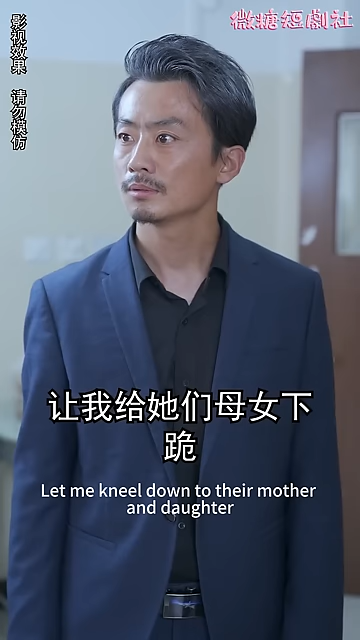 微糖短劇社
影视效果 请勿模仿
让我给她们母女下
跪
Let me kneel down to their mother
and daughter